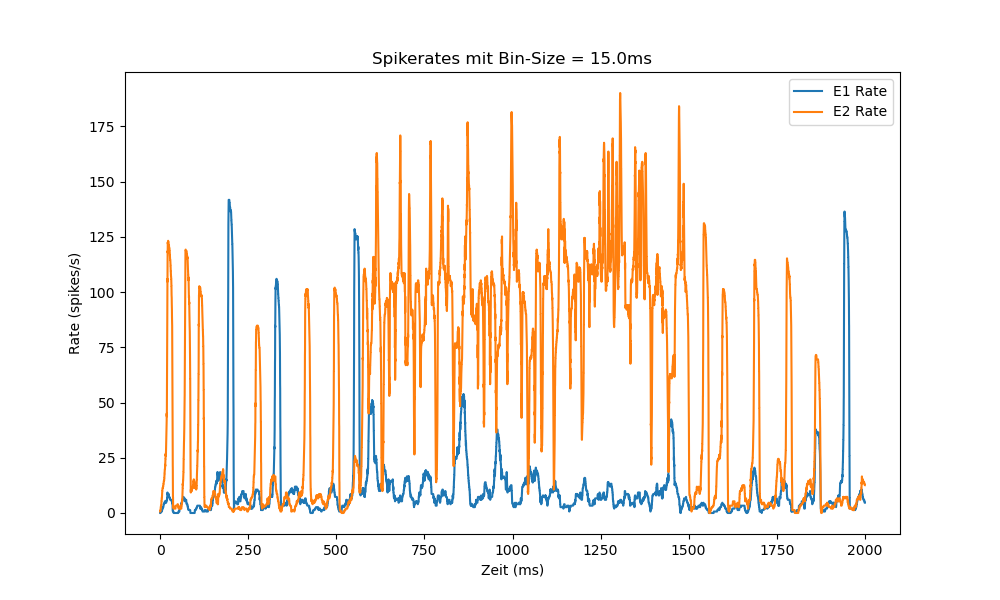 Spikerates mit Bin-Size = 15.0ms
E1 Rate
E2 Rate
Rate (spikes/s)
175
150
125
100
75
50
25
0
0 250 500 750 1000 1250 1500 1750 2000
Zeit (ms)